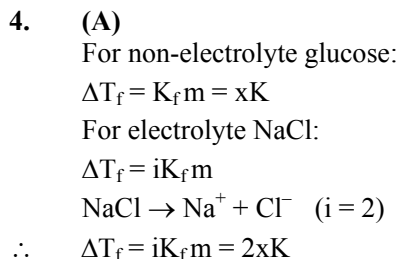 4. (A)
For non-electrolyte glucose:
ΔT_f = K_f m = xK
For electrolyte NaCl:
ΔT_f = iK_f m
NaCl → Na⁺ + Cl⁻ (i = 2)
∴ ΔT_f = iK_f m = 2xK